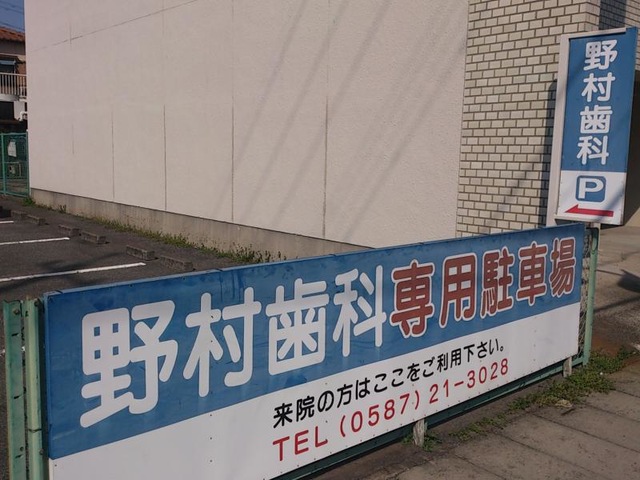 野村歯科
P
野村歯科専用駐車場
来院の方はここをご利用下さい。
TEL(0587)21-3028